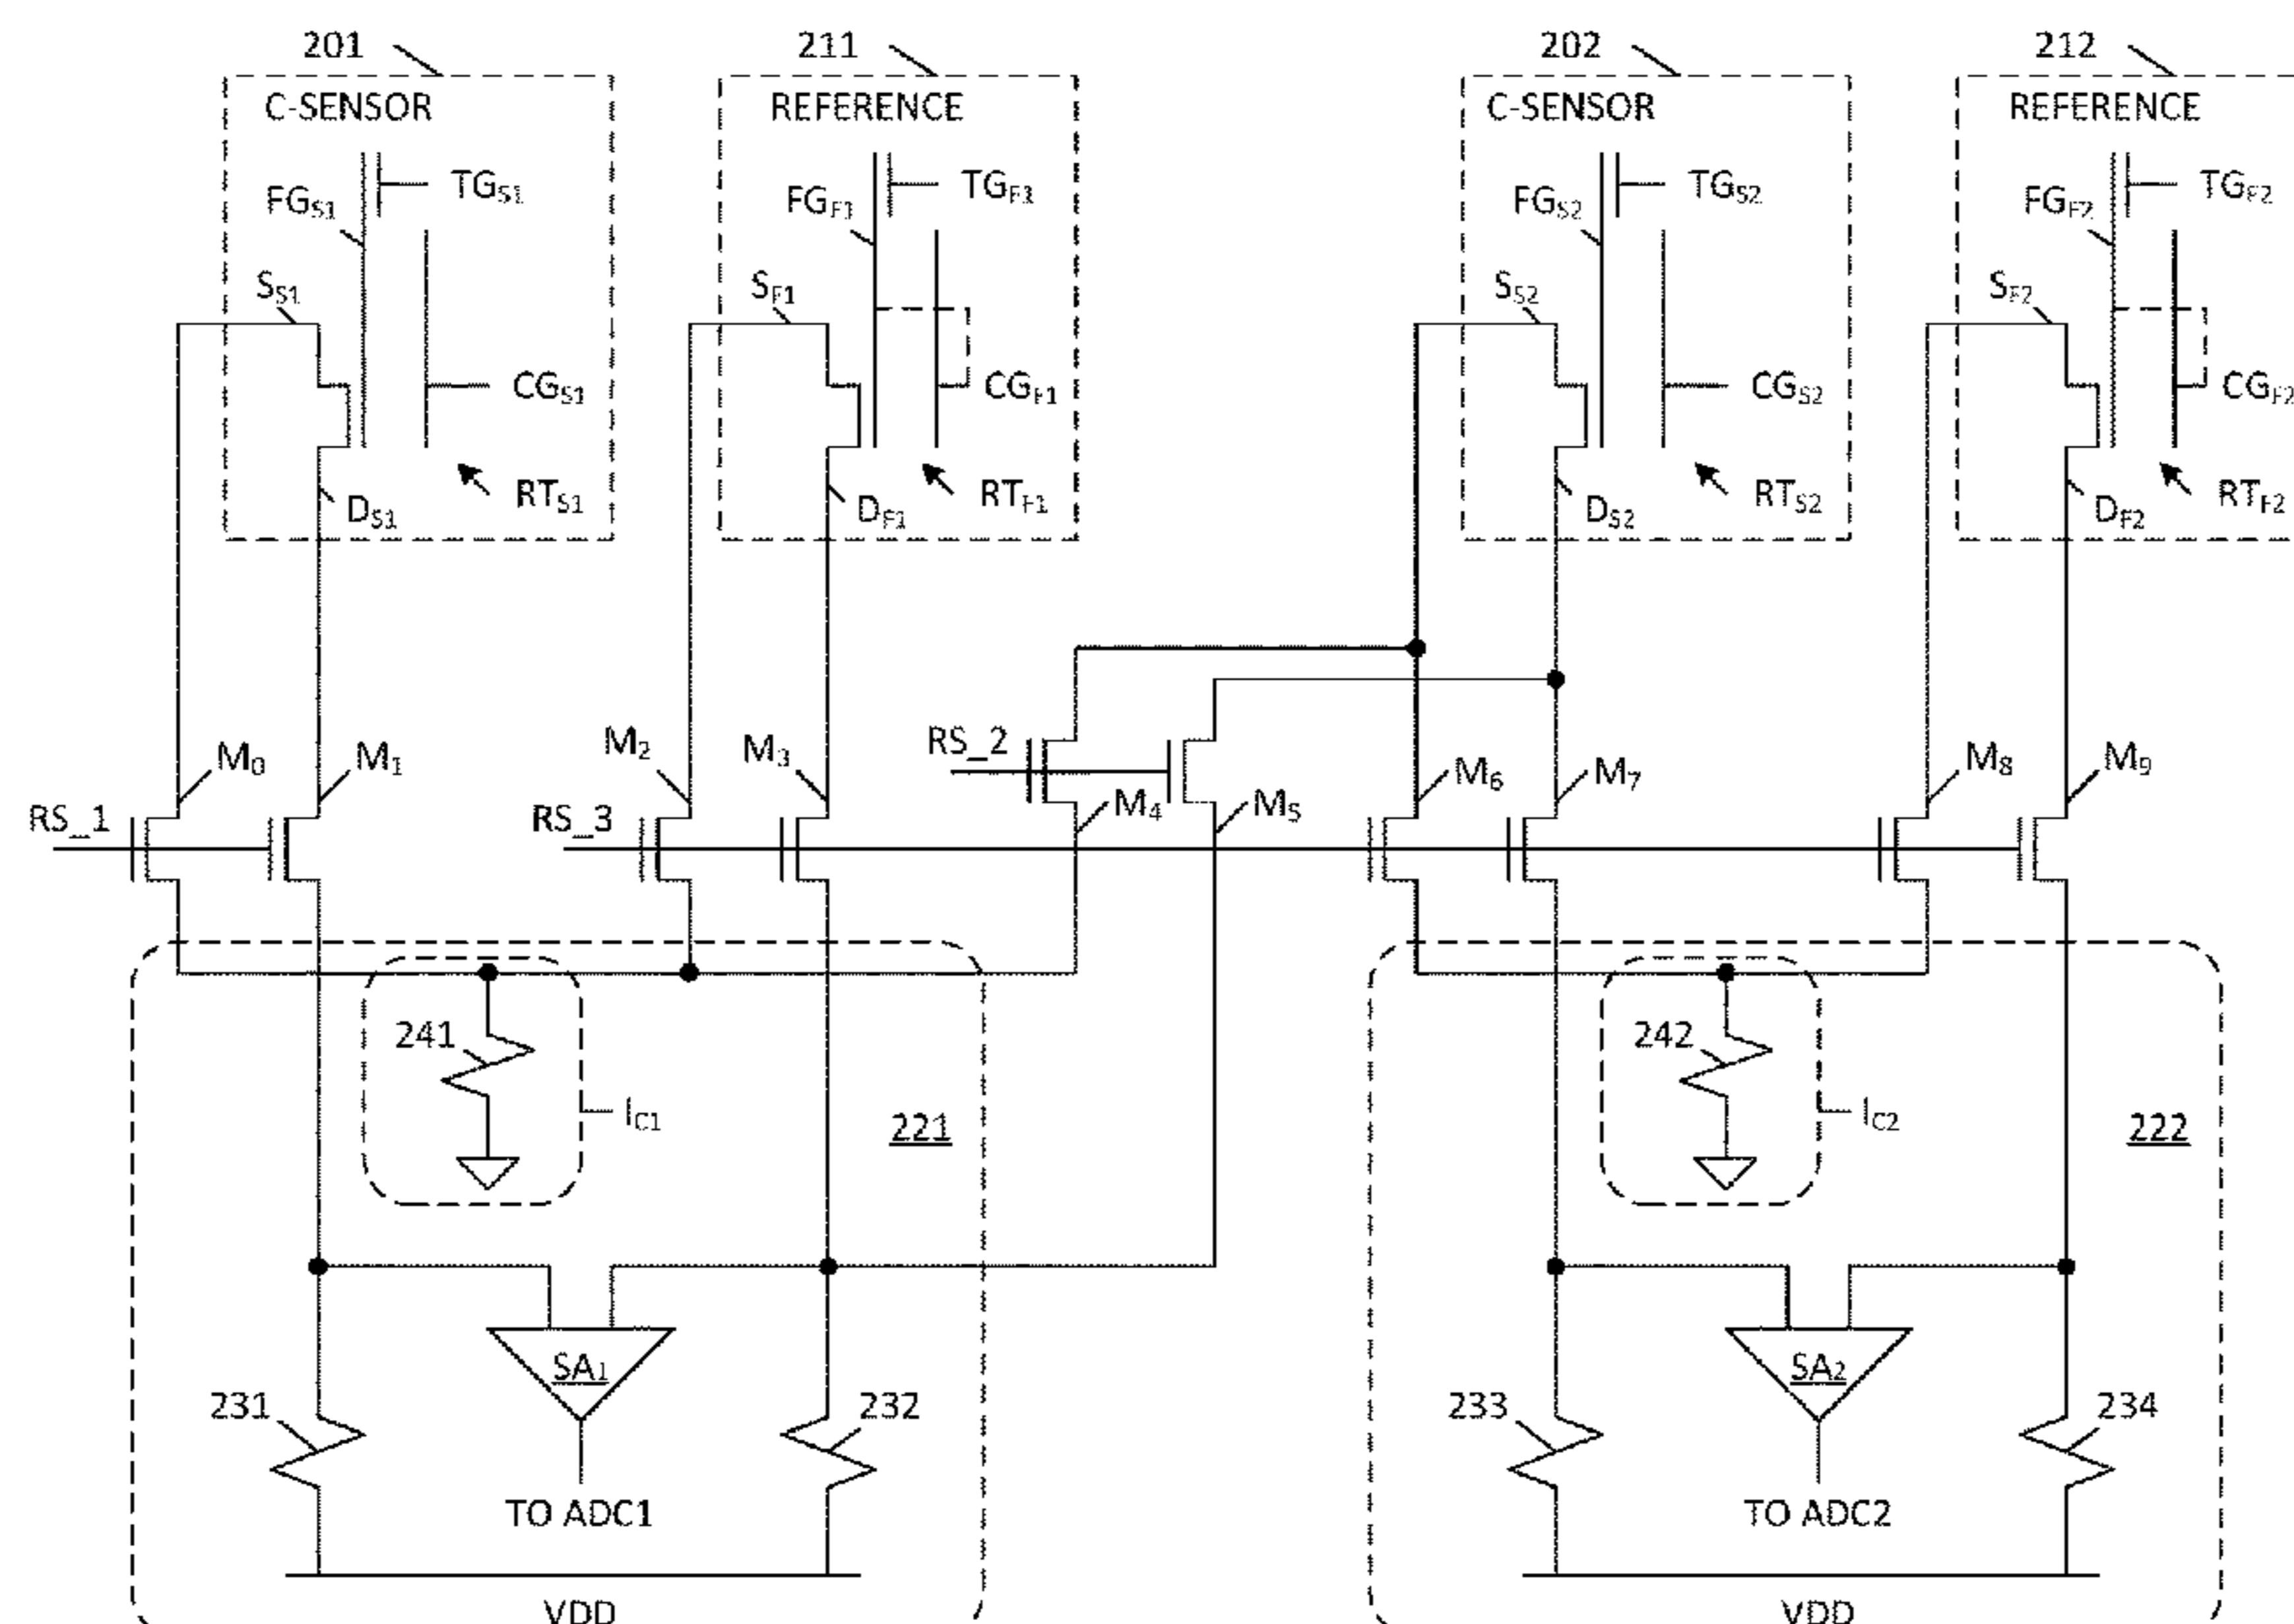 201
211
202
212
C-SENSOR
REFERENCE
C-SENSOR
REFERENCE
FGS1
TGS1
FGF1
TGF1
FGS2
TGS2
FGF2
TGF2
SS1
SF1
SS2
SF2
CGS1
CGF1
CGS2
CGF2
DS1
RTS1
DF1
RTF1
DS2
RTS2
DF2
RTF2
RS_1
M0
M1
RS_3
M2
M3
RS_2
M4
M5
M6
M7
M8
M9
241
IC1
221
242
IC2
222
SA1
SA2
231
232
233
234
TO ADC1
TO ADC2
VDD
VDD